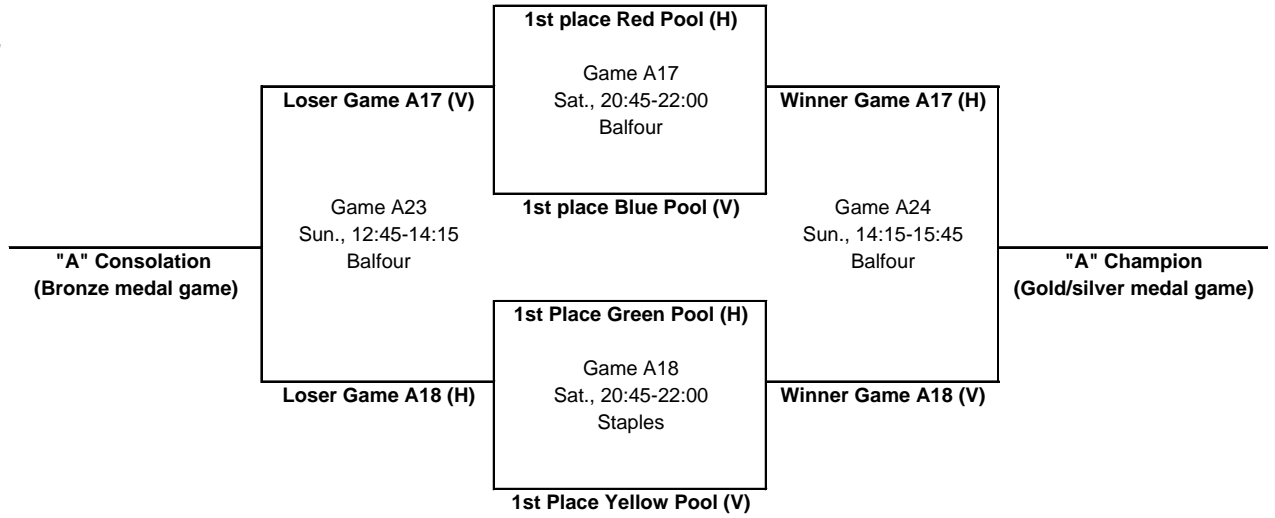 1st place Red Pool (H)
Game A17
Sat., 20:45-22:00
Balfour
Loser Game A17 (V)
Winner Game A17 (H)
1st place Blue Pool (V)
Game A23
Sun., 12:45-14:15
Balfour
Game A24
Sun., 14:15-15:45
Balfour
"A" Consolation
(Bronze medal game)
"A" Champion
(Gold/silver medal game)
1st Place Green Pool (H)
Game A18
Sat., 20:45-22:00
Staples
Loser Game A18 (H)
Winner Game A18 (V)
1st Place Yellow Pool (V)